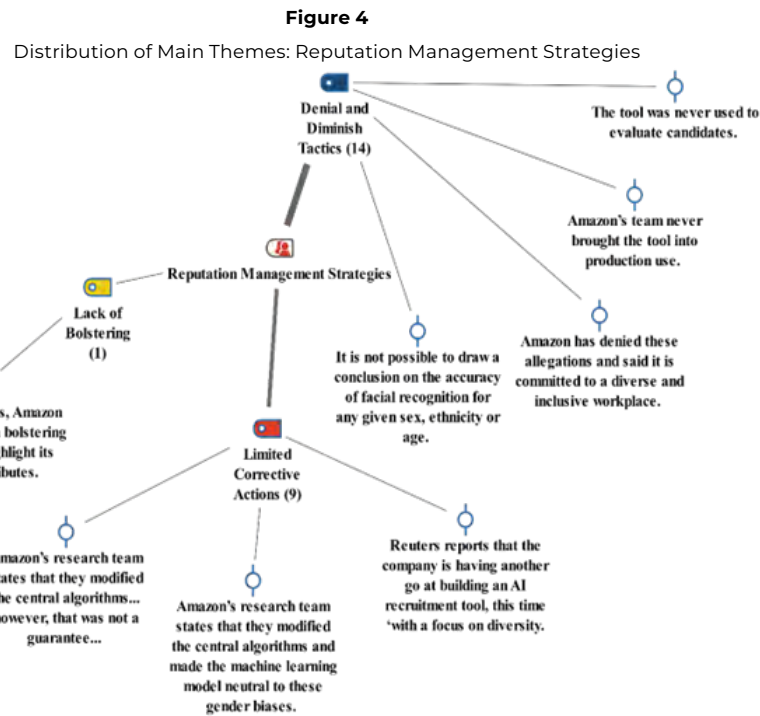 Figure 4
Distribution of Main Themes: Reputation Management Strategies
Denial and
Diminish
Tactics (14)
The tool was never used to
evaluate candidates.
Amazon's team never
brought the tool into
production use.
Reputation Management Strategies
Lack of
Bolstering
(1)
Amazon has denied these
allegations and said it is
committed to a diverse and
inclusive workplace.
It is not possible to draw a
conclusion on the accuracy
of facial recognition for
any given sex, ethnicity or
age.
s, Amazon
bolstering
hlight its
ibutes.
Limited
Corrective
Actions (9)
mazon's research team
ates that they modified
he central algorithms...
owever, that was not a
guarantee...
Amazon's research team
states that they modified
the central algorithms and
made the machine learning
model neutral to these
gender biases.
Reuters reports that the
company is having another
go at building an AI
recruitment tool, this time
‘with a focus on diversity.